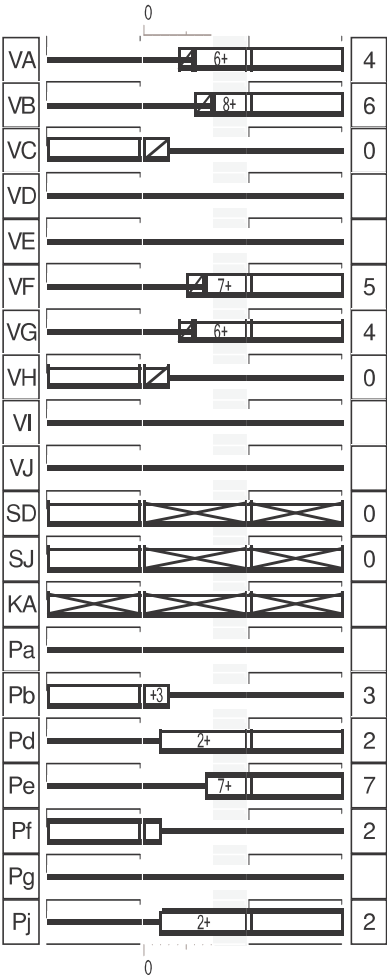 0
VA 6+ 4
VB 8+ 6
VC 0
VD
VE
VF 7+ 5
VG 6+ 4
VH 0
VI
VJ
SD 0
SJ 0
KA
Pa
Pb +3 3
Pd 2+ 2
Pe 7+ 7
Pf 2
Pg
Pj 2+ 2
0